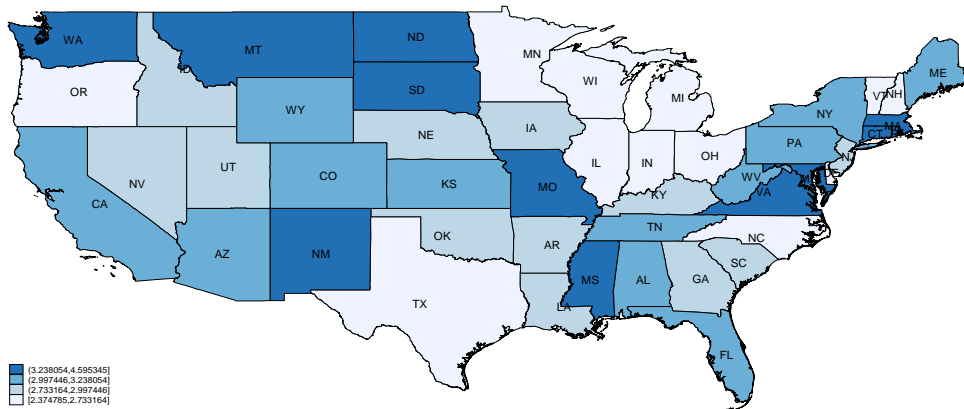 WA
MT
ND
MN
ME
ID
WI
VT
NH
OR
SD
MI
WY
NY
MA
CT
NE
IA
PA
NJ
OH
UT
IL
IN
NV
CO
KS
MO
WV
KY
VA
CA
TN
OK
NC
AR
AZ
NM
SC
MS
AL
GA
TX
LA
FL
(3.238054,4.595345]
(2.997446,3.238054]
(2.733164,2.997446]
[2.374785,2.733164]